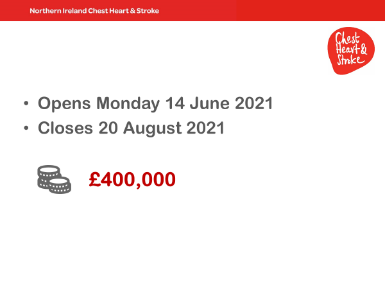 Northern Ireland Chest Heart & Stroke
Chest
Heart &
Stroke
• Opens Monday 14 June 2021
• Closes 20 August 2021
£400,000